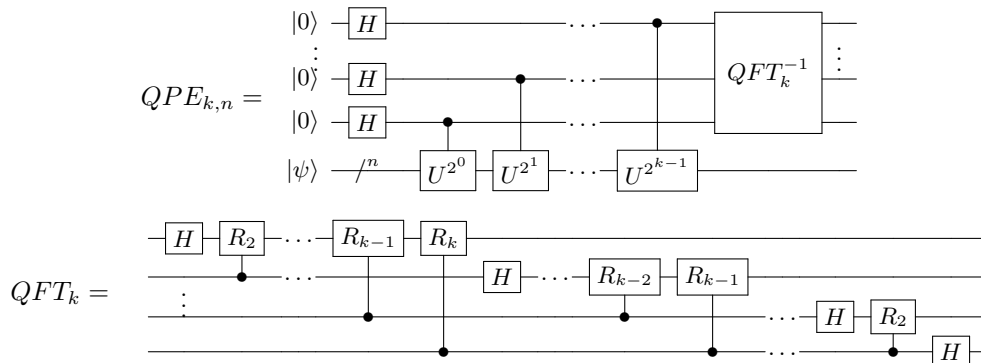 |0⟩ H ⋯ QFT_k^{-1}
⋮ ⋮
|0⟩ H ⋯
QPE_{k,n} =
|0⟩ H ⋯
|ψ⟩ /^n U^{2^0} U^{2^1} ⋯ U^{2^{k-1}}
H R_2 ⋯ R_{k-1} R_k
⋯ H ⋯ R_{k-2} R_{k-1}
QFT_k =
⋮ ⋯ H R_2
⋯ H